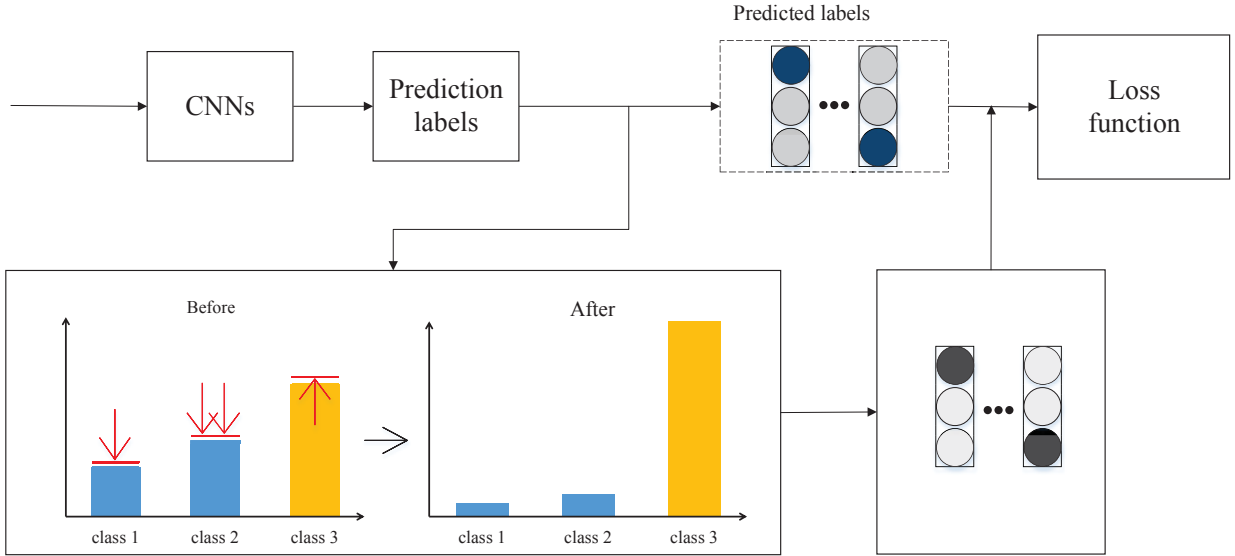 Predicted labels
CNNs
Prediction
labels
Loss
function
Before
After
class 1
class 2
class 3
class 1
class 2
class 3